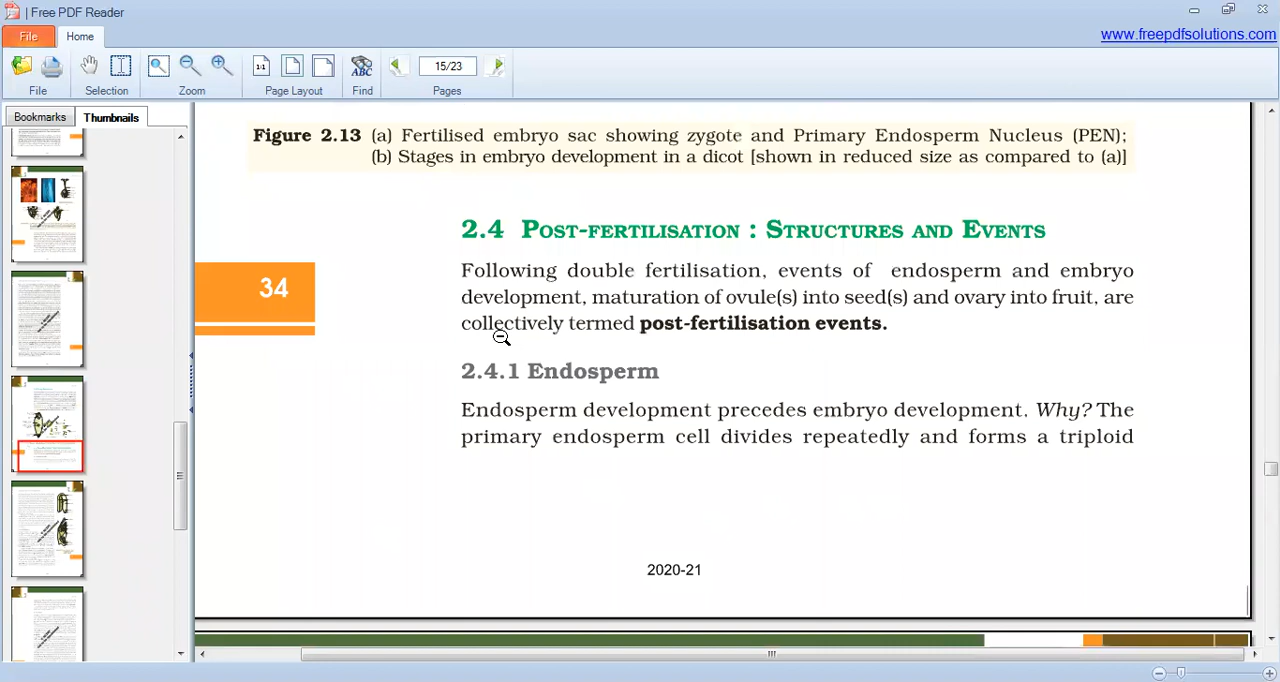 | Free PDF Reader
File
Home
www.freepdfsolutions.com
1:1
ABC
15/23
File
Selection
Zoom
Page Layout
Find
Pages
Bookmarks
Thumbnails
Figure 2.13 (a) Fertilised embryo sac showing zygote and Primary Endosperm Nucleus (PEN);
(b) Stages in embryo development in a dicot [shown in reduced size as compared to (a)]
2.4 POST-FERTILISATION : STRUCTURES AND EVENTS
34
Following double fertilisation, events of endosperm and embryo
development, maturation of ovule(s) into seed(s) and ovary into fruit, are
collectively termed post-fertilisation events.
2.4.1 Endosperm
Endosperm development precedes embryo development. Why? The
primary endosperm cell divides repeatedly and forms a triploid
2020-21